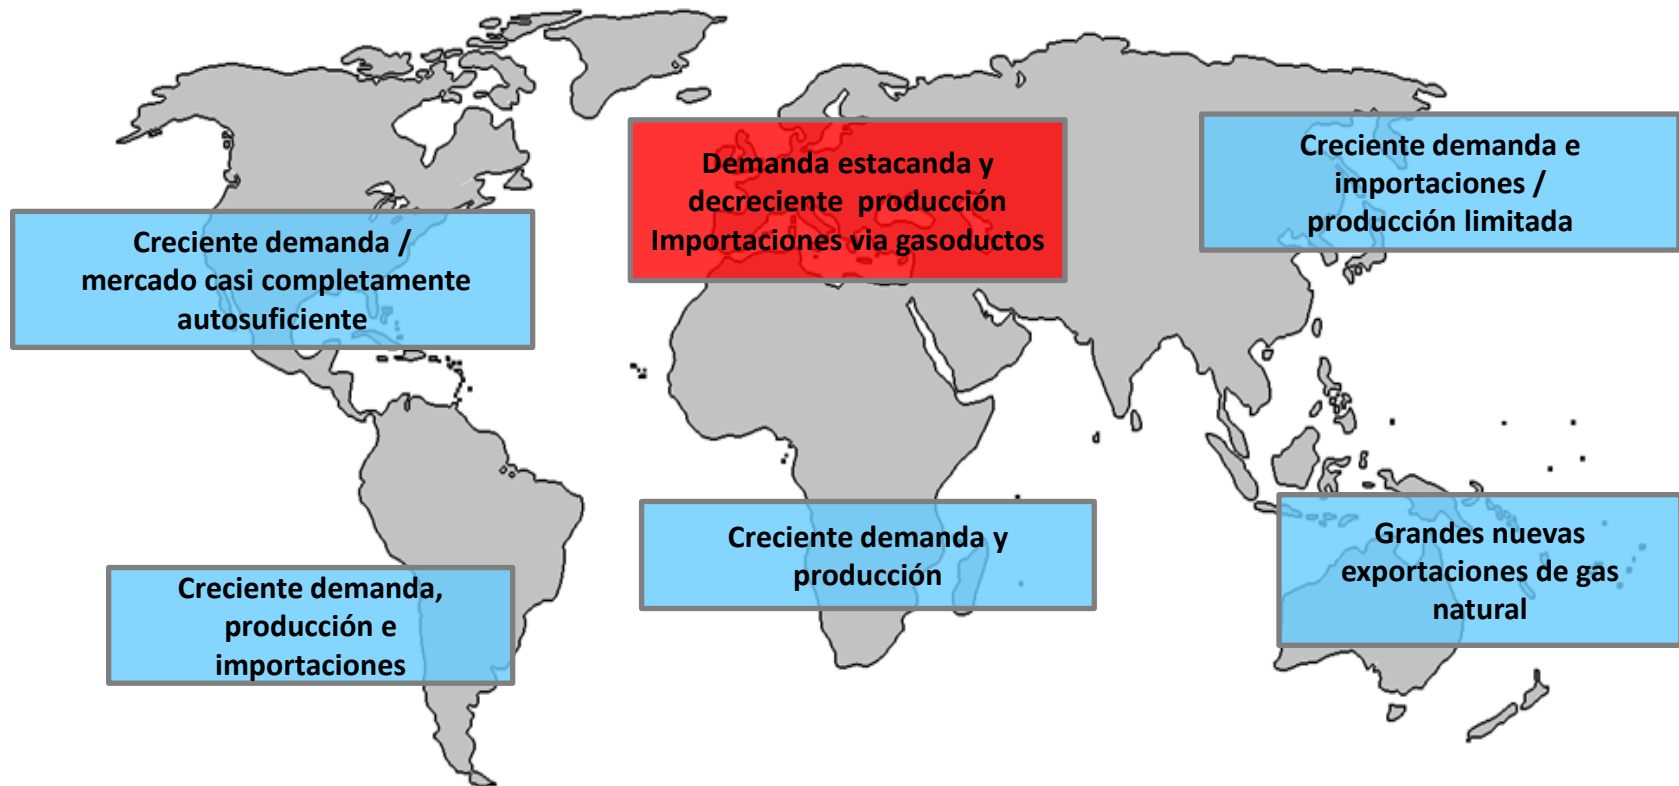 Demanda estacanda y
decreciente  producción
Importaciones via gasoductos
Creciente demanda e
importaciones /
producción limitada
Creciente demanda /
mercado casi completamente
autosuficiente
Creciente demanda y
producción
Grandes nuevas
exportaciones de gas
natural
Creciente demanda,
producción e
importaciones